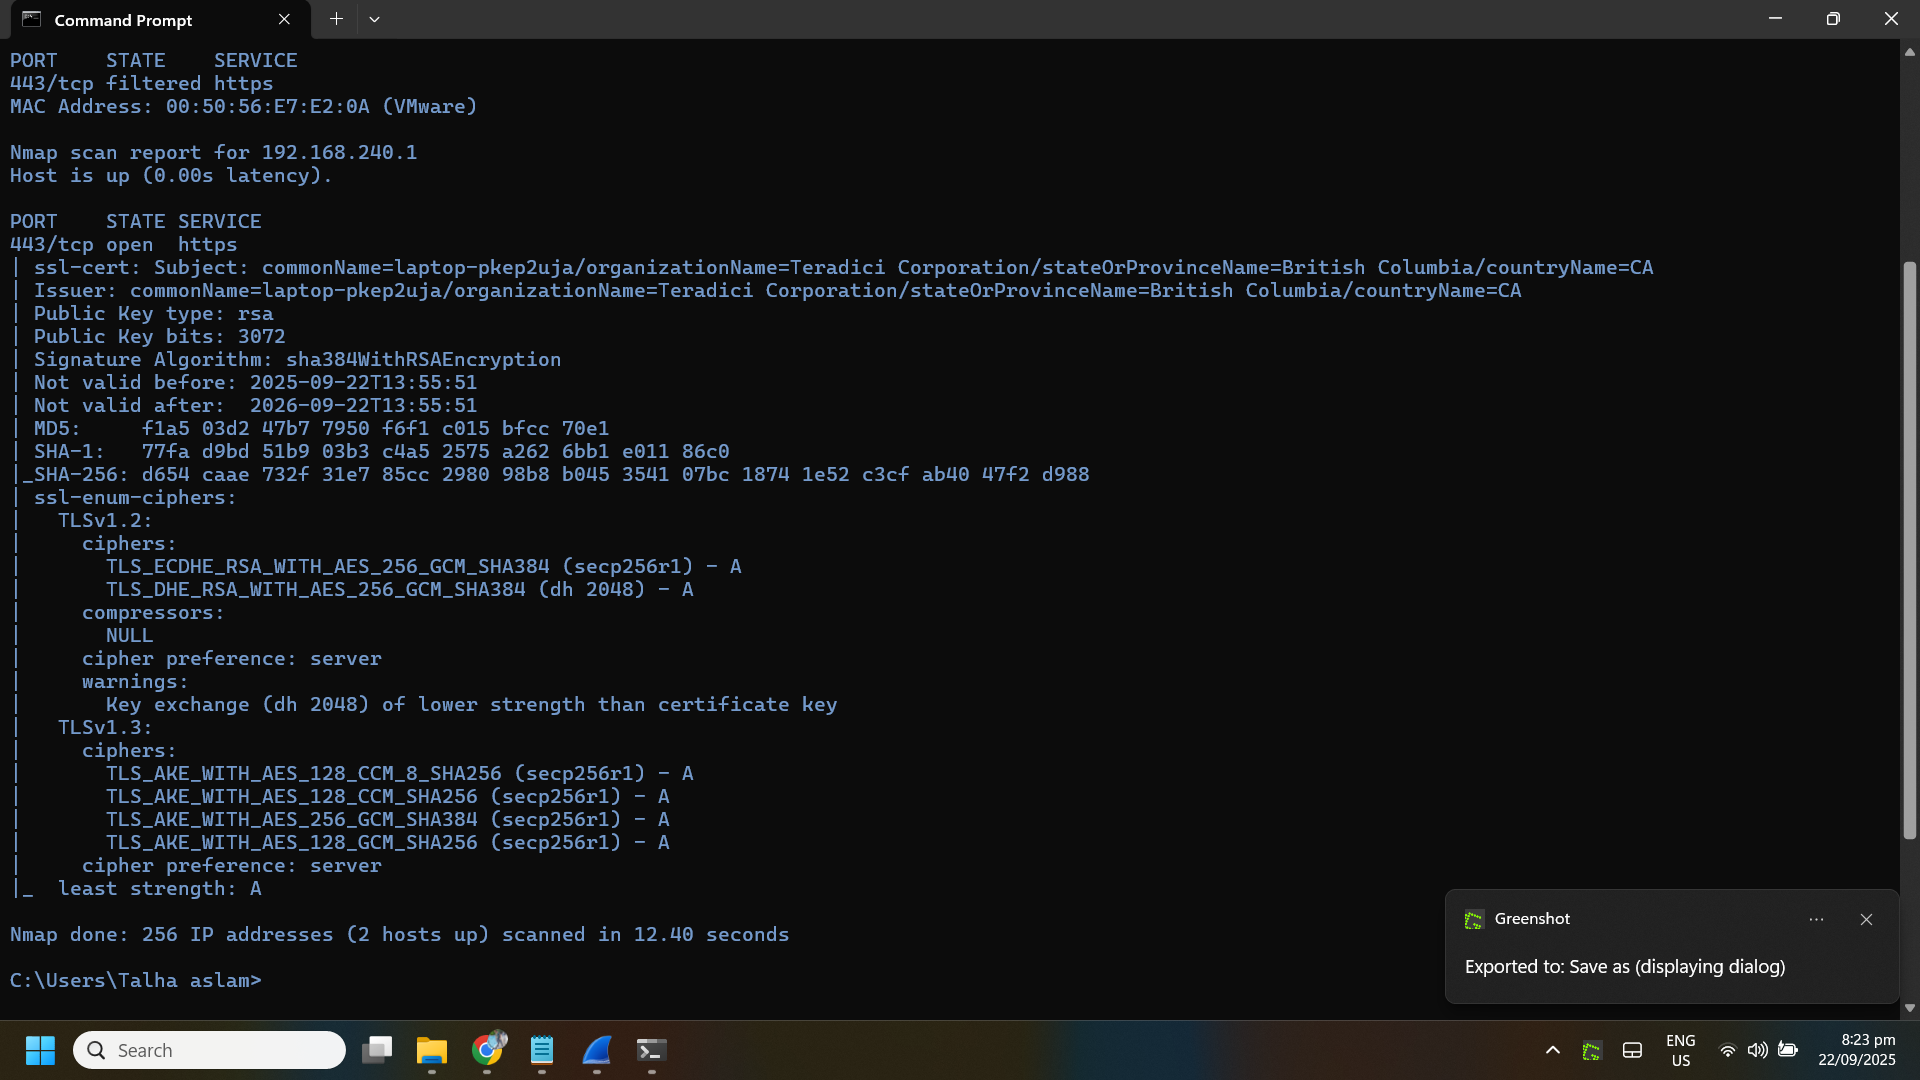 Command Prompt
PORT    STATE    SERVICE
443/tcp filtered https
MAC Address: 00:50:56:E7:E2:0A (VMware)
Nmap scan report for 192.168.240.1
Host is up (0.00s latency).
PORT    STATE SERVICE
443/tcp open  https
| ssl-cert: Subject: commonName=laptop-pkep2uja/organizationName=Teradici Corporation/stateOrProvinceName=British Columbia/countryName=CA
| Issuer: commonName=laptop-pkep2uja/organizationName=Teradici Corporation/stateOrProvinceName=British Columbia/countryName=CA
| Public Key type: rsa
| Public Key bits: 3072
| Signature Algorithm: sha384WithRSAEncryption
| Not valid before: 2025-09-22T13:55:51
| Not valid after:  2026-09-22T13:55:51
| MD5:     f1a5 03d2 47b7 7950 f6f1 c015 bfcc 70e1
| SHA-1:   77fa d9bd 51b9 03b3 c4a5 2575 a262 6bb1 e011 86c0
|_SHA-256: d654 caae 732f 31e7 85cc 2980 98b8 b045 3541 07bc 1874 1e52 c3cf ab40 47f2 d988
| ssl-enum-ciphers:
|   TLSv1.2:
|     ciphers:
|       TLS_ECDHE_RSA_WITH_AES_256_GCM_SHA384 (secp256r1) - A
|       TLS_DHE_RSA_WITH_AES_256_GCM_SHA384 (dh 2048) - A
|     compressors:
|       NULL
|     cipher preference: server
|     warnings:
|       Key exchange (dh 2048) of lower strength than certificate key
|   TLSv1.3:
|     ciphers:
|       TLS_AKE_WITH_AES_128_CCM_8_SHA256 (secp256r1) - A
|       TLS_AKE_WITH_AES_128_CCM_SHA256 (secp256r1) - A
|       TLS_AKE_WITH_AES_256_GCM_SHA384 (secp256r1) - A
|       TLS_AKE_WITH_AES_128_GCM_SHA256 (secp256r1) - A
|     cipher preference: server
|_  least strength: A
Nmap done: 256 IP addresses (2 hosts up) scanned in 12.40 seconds
C:\Users\Talha aslam>
Greenshot
Exported to: Save as (displaying dialog)
Search
ENG
US
8:23 pm
22/09/2025